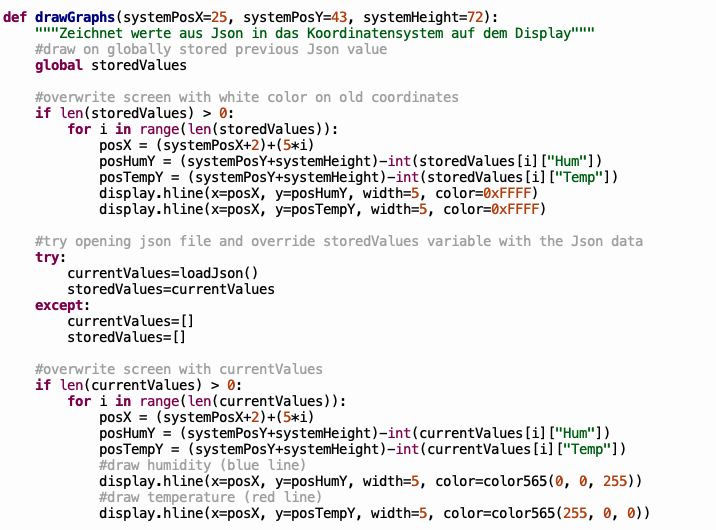 def drawGraphs(systemPosX=25, systemPosY=43, systemHeight=72):
    """Zeichnet werte aus Json in das Koordinatensystem auf dem Display"""
    #draw on globally stored previous Json value
    global storedValues

    #overwrite screen with white color on old coordinates
    if len(storedValues) > 0:
        for i in range(len(storedValues)):
            posX = (systemPosX+2)+(5*i)
            posHumY = (systemPosY+systemHeight)-int(storedValues[i]["Hum"])
            posTempY = (systemPosY+systemHeight)-int(storedValues[i]["Temp"])
            display.hline(x=posX, y=posHumY, width=5, color=0xFFFF)
            display.hline(x=posX, y=posTempY, width=5, color=0xFFFF)

    #try opening json file and override storedValues variable with the Json data
    try:
        currentValues=loadJson()
        storedValues=currentValues
    except:
        currentValues=[]
        storedValues=[]

    #overwrite screen with currentValues
    if len(currentValues) > 0:
        for i in range(len(currentValues)):
            posX = (systemPosX+2)+(5*i)
            posHumY = (systemPosY+systemHeight)-int(currentValues[i]["Hum"])
            posTempY = (systemPosY+systemHeight)-int(currentValues[i]["Temp"])
            #draw humidity (blue line)
            display.hline(x=posX, y=posHumY, width=5, color=color565(0, 0, 255))
            #draw temperature (red line)
            display.hline(x=posX, y=posTempY, width=5, color=color565(255, 0, 0))